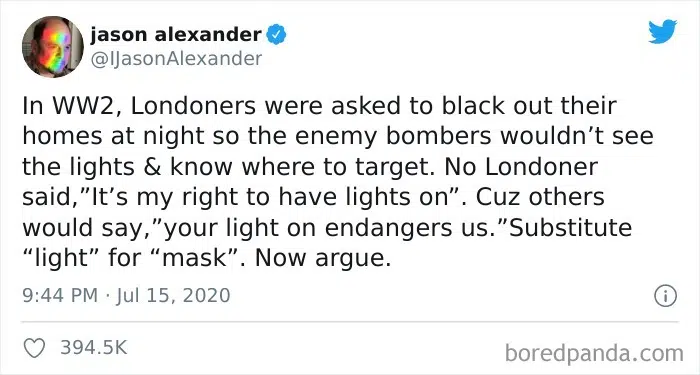 jason alexander
@IJasonAlexander
In WW2, Londoners were asked to black out their
homes at night so the enemy bombers wouldn’t see
the lights & know where to target. No Londoner
said,”It’s my right to have lights on”. Cuz others
would say,”your light on endangers us.”Substitute
“light” for “mask”. Now argue.
9:44 PM · Jul 15, 2020
394.5K
boredpanda.com